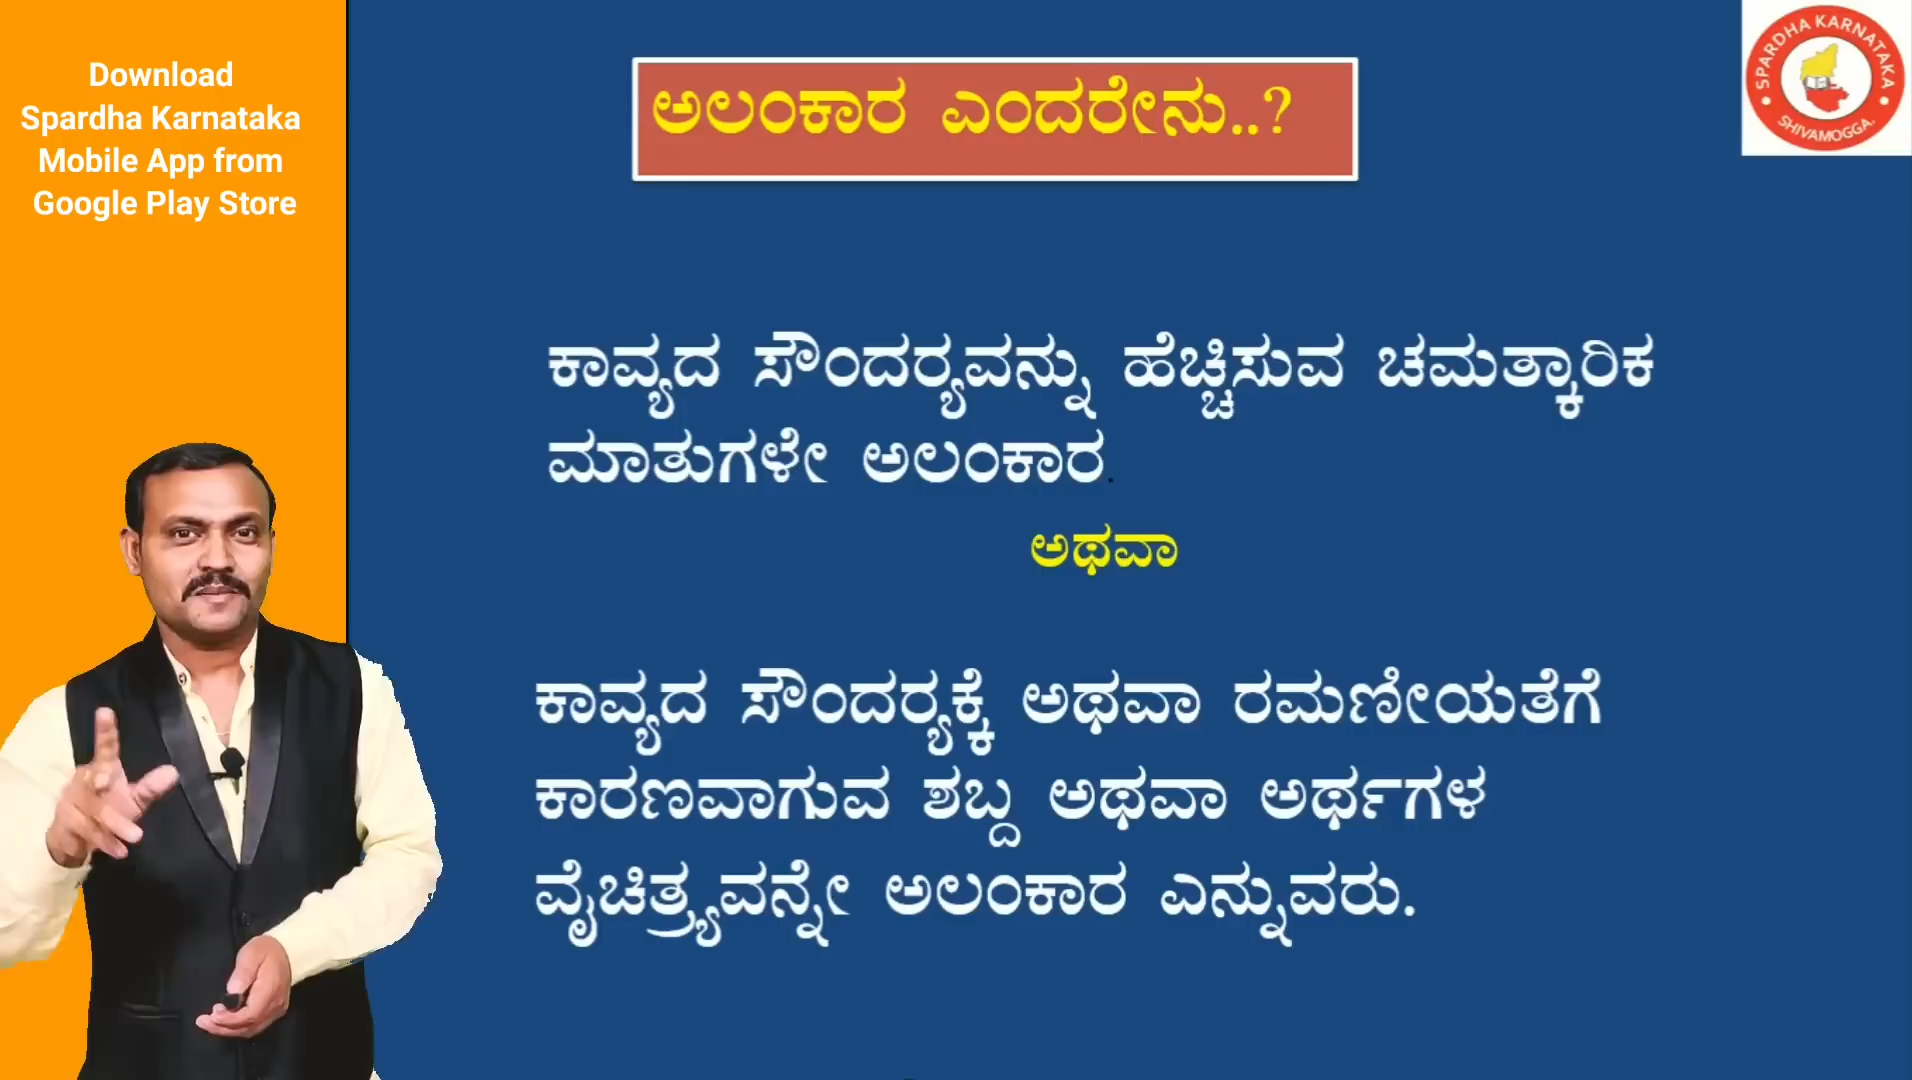 Download
Spardha Karnataka
Mobile App from
Google Play Store
ಅಲಂಕಾರ ಎಂದರೇನು..?
SPARDHA KARNATAKA
SHIVAMOGGA.
ಕಾವ್ಯದ ಸೌಂದರ‍್ಯವನ್ನು ಹೆಚ್ಚಿಸುವ ಚಮತ್ಕಾರಿಕ
ಮಾತುಗಳೇ ಅಲಂಕಾರ.
ಅಥವಾ
ಕಾವ್ಯದ ಸೌಂದರ‍್ಯಕ್ಕೆ ಅಥವಾ ರಮಣೀಯತೆಗೆ
ಕಾರಣವಾಗುವ ಶಬ್ದ ಅಥವಾ ಅರ್ಥಗಳ
ವೈಚಿತ್ರ್ಯವನ್ನೇ ಅಲಂಕಾರ ಎನ್ನುವರು.